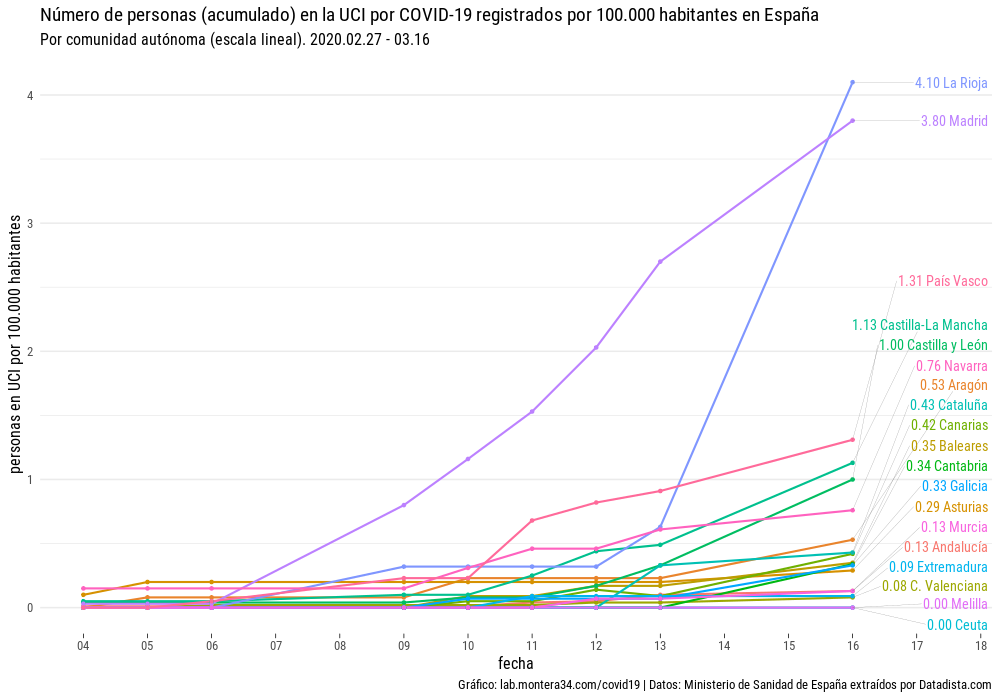 Número de personas (acumulado) en la UCI por COVID-19 registrados por 100.000 habitantes en España
Por comunidad autónoma (escala lineal). 2020.02.27 - 03.16
personas en UCI por 100.000 habitantes
4
3
2
1
0
4.10 La Rioja
3.80 Madrid
1.31 País Vasco
1.13 Castilla-La Mancha
1.00 Castilla y León
0.76 Navarra
0.53 Aragón
0.43 Cataluña
0.42 Canarias
0.35 Baleares
0.34 Cantabria
0.33 Galicia
0.29 Asturias
0.13 Murcia
0.13 Andalucía
0.09 Extremadura
0.08 C. Valenciana
0.00 Melilla
0.00 Ceuta
04 05 06 07 08 09 10 11 12 13 14 15 16 17 18
fecha
Gráfico: lab.montera34.com/covid19 | Datos: Ministerio de Sanidad de España extraídos por Datadista.com